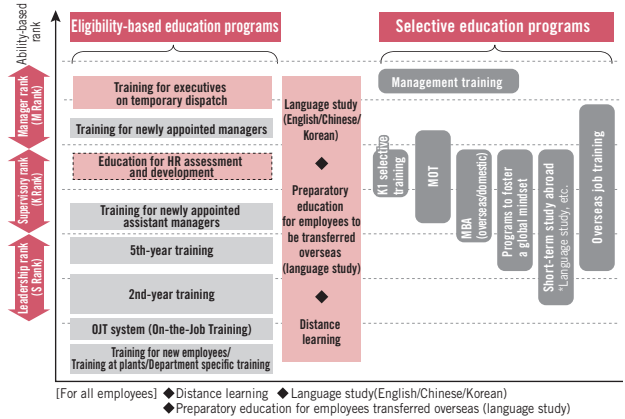 Ability-based
rank
Eligibility-based education programs
Selective education programs
Manager rank
(M Rank)
Supervisory rank
(K Rank)
Leadership rank
(S Rank)
Training for executives
on temporary dispatch
Training for newly appointed managers
Education for HR assessment
and development
Training for newly appointed
assistant managers
5th-year training
2nd-year training
OJT system (On-the-Job Training)
Training for new employees/
Training at plants/Department specific training
Language study
(English/Chinese/
Korean)
◆
Preparatory
education
for employees to
be transferred
overseas
(language study)
◆
Distance
learning
Management training
K1 selective
training
MOT
MBA
(overseas/domestic)
Programs to foster
a global mindset
Short-term study abroad
*Language study, etc.
Overseas job training
[For all employees] ◆Distance learning ◆Language study(English/Chinese/Korean)
◆Preparatory education for employees transferred overseas (language study)